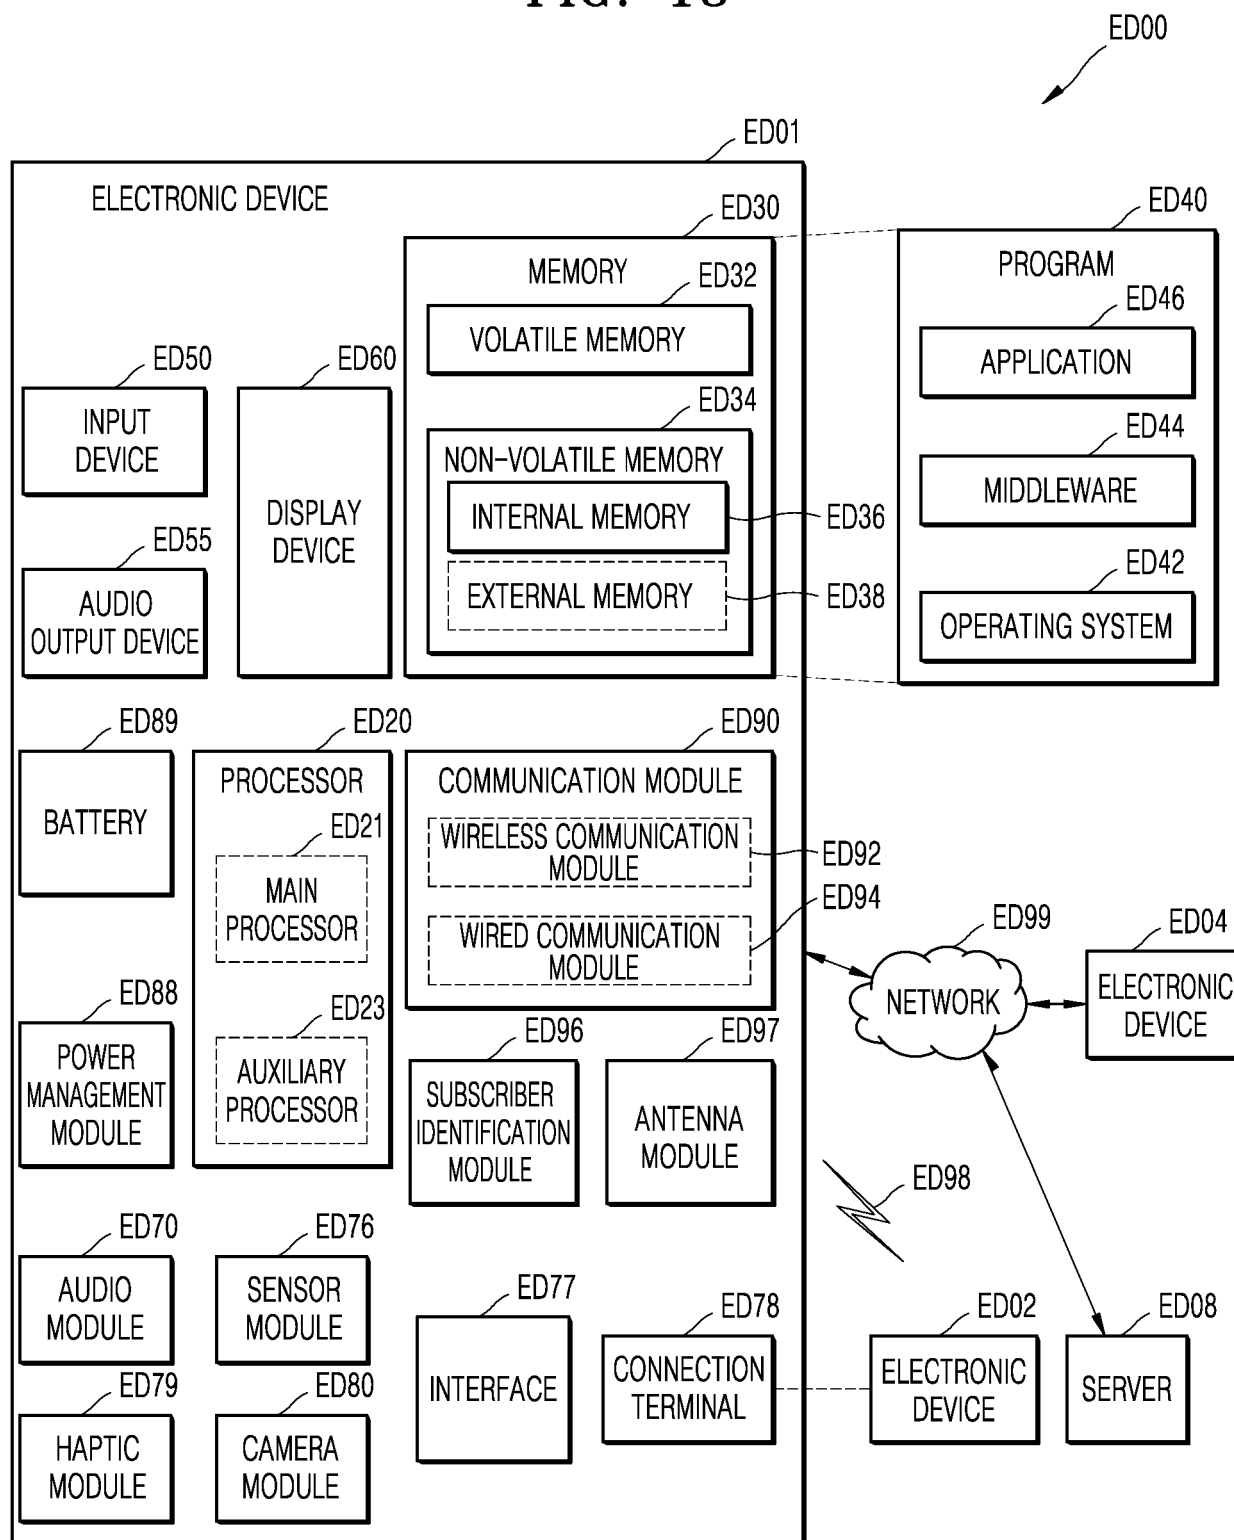 ED00
ED01
ELECTRONIC DEVICE
ED30
MEMORY
ED32
VOLATILE MEMORY
ED34
NON-VOLATILE MEMORY
INTERNAL MEMORY
ED36
EXTERNAL MEMORY
ED38
ED40
PROGRAM
ED46
APPLICATION
ED44
MIDDLEWARE
ED42
OPERATING SYSTEM
ED50
INPUT
DEVICE
ED60
DISPLAY
DEVICE
ED55
AUDIO
OUTPUT DEVICE
ED89
BATTERY
ED20
PROCESSOR
ED21
MAIN
PROCESSOR
ED23
AUXILIARY
PROCESSOR
ED90
COMMUNICATION MODULE
WIRELESS COMMUNICATION
MODULE
ED92
ED94
WIRED COMMUNICATION
MODULE
ED99
NETWORK
ED04
ELECTRONIC
DEVICE
ED88
POWER
MANAGEMENT
MODULE
ED96
SUBSCRIBER
IDENTIFICATION
MODULE
ED97
ANTENNA
MODULE
ED98
ED70
AUDIO
MODULE
ED76
SENSOR
MODULE
ED77
INTERFACE
ED78
CONNECTION
TERMINAL
ED02
ELECTRONIC
DEVICE
ED08
SERVER
ED79
HAPTIC
MODULE
ED80
CAMERA
MODULE